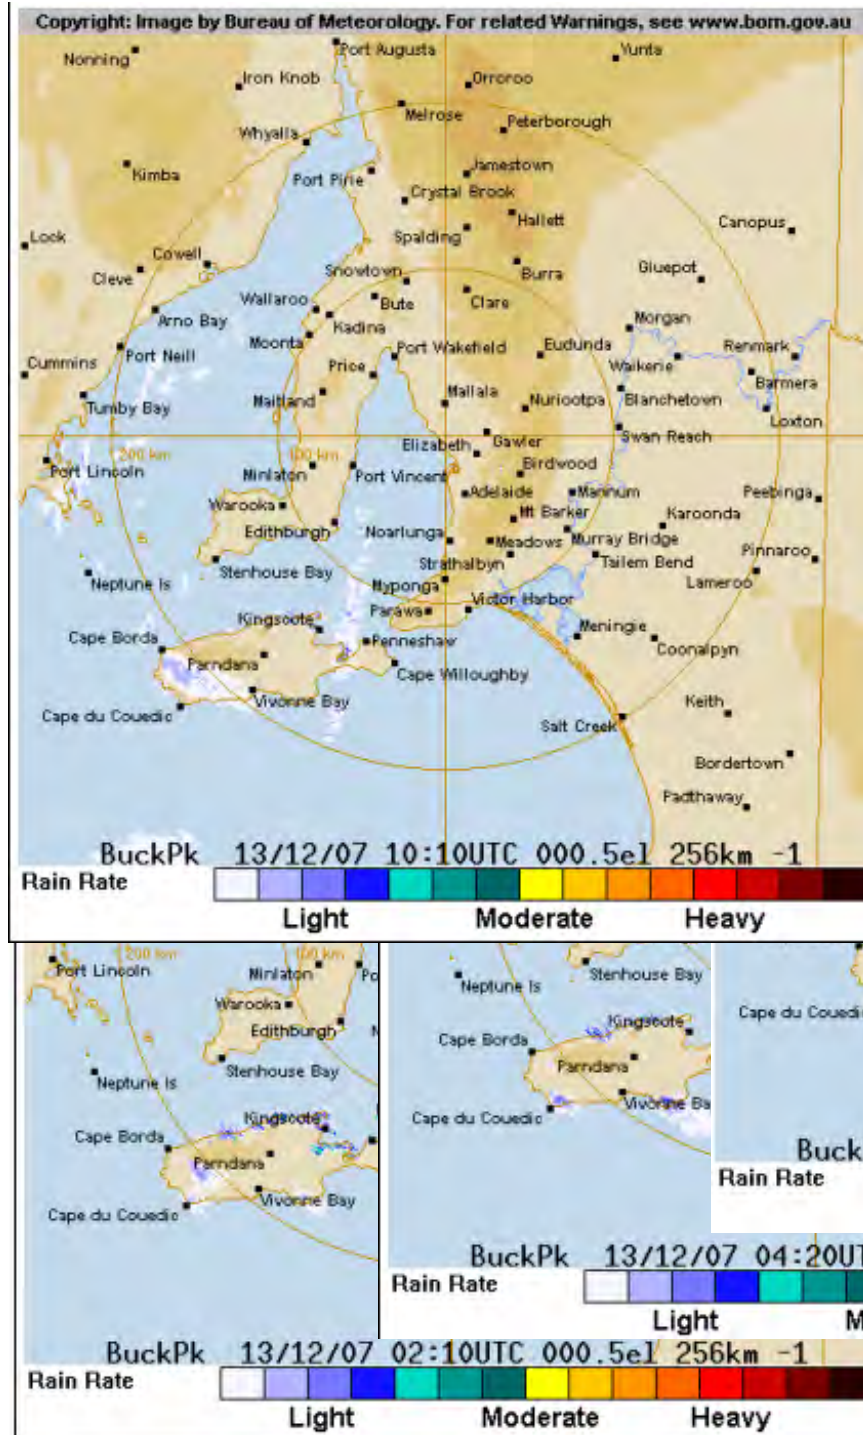 Copyright: Image by Bureau of Meteorology. For related Warnings, see www.bom.gov.au
Port Augusta
Yunta
Nonning
Iron Knob
Orroroo
Melrose
Peterborough
Whyalla
Kimba
Port Pirie
Jamestown
Crystal Brook
Hallett
Canopus
Lock
Spalding
Cowell
Cleve
Snowtown
Burra
Gluepot
Wallaroo
Bute
Clare
Arno Bay
Kadina
Morgan
Moonta
Port Neill
Port Wakefield
Eudunda
Renmark
Cummins
Price
Waikerie
Barmera
Tumby Bay
Maitland
Mallala
Nuriootpa
Blanchetown
Loxton
Elizabeth
Gawler
Swan Reach
200 km
100 km
Port Lincoln
Minlaton
Port Vincent
Birdwood
Warooka
Adelaide
Mannum
Peebinga
Edithburgh
Noarlunga
Mt Barker
Karoonda
Meadows
Murray Bridge
Strathalbyn
Tailem Bend
Pinnaroo
Neptune Is
Stenhouse Bay
Myponga
Lameroo
Kingscote
Parawa
Victor Harbor
Cape Borda
Penneshaw
Meningie
Parndana
Cape Willoughby
Coonalpyn
Cape du Couedic
Vivonne Bay
Salt Creek
Keith
Bordertown
Padthaway
BuckPk 13/12/07 10:10UTC 000.5el 256km -1
Rain Rate
Light Moderate Heavy
200 km
100 km
Port Lincoln
Minlaton
Po
Warooka
Edithburgh
N
Stenhouse Bay
Neptune Is
Kingscote
Cape Borda
Parndana
Vivonne Bay
Cape du Couedic
BuckPk 13/12/07 02:10UTC 000.5el 256km -1
Rain Rate
Light Moderate Heavy
Stenhouse Bay
Neptune Is
Kingscote
Cape Borda
Parndana
Vivonne Ba
Cape du Couedic
BuckPk 13/12/07 04:20UT
Rain Rate
Light M
Cape du Couedi
Buck
Rain Rate